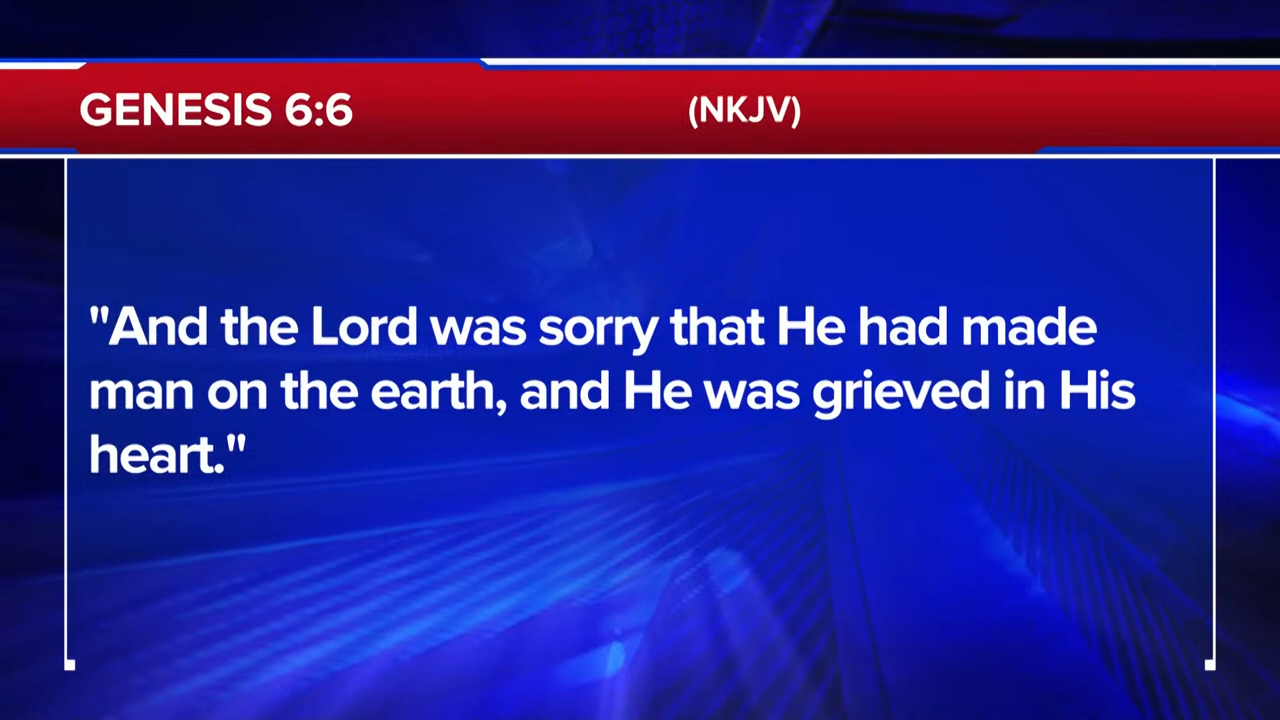 GENESIS 6:6 (NKJV)
"And the Lord was sorry that He had made
man on the earth, and He was grieved in His
heart."